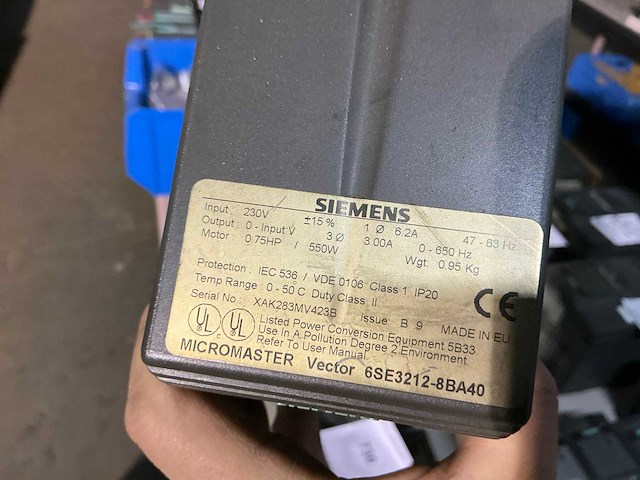 SIEMENS
Input : 230V ±15 % 1 Ø 6.2A 47 - 63 Hz
Output : 0 - Input V 3 Ø 3.00A 0 - 650 Hz
Motor : 0.75HP / 550W Wgt 0.95 Kg
Protection : IEC 536 / VDE 0106 Class 1 IP20
Temp Range : 0 - 50 C Duty Class II
Serial No : XAK283MV423B Issue B 9 MADE IN EU
CE
UL UL
Listed Power Conversion Equipment 5B33
Use In A Pollution Degree 2 Environment
Refer To User Manual
MICROMASTER Vector 6SE3212-8BA40